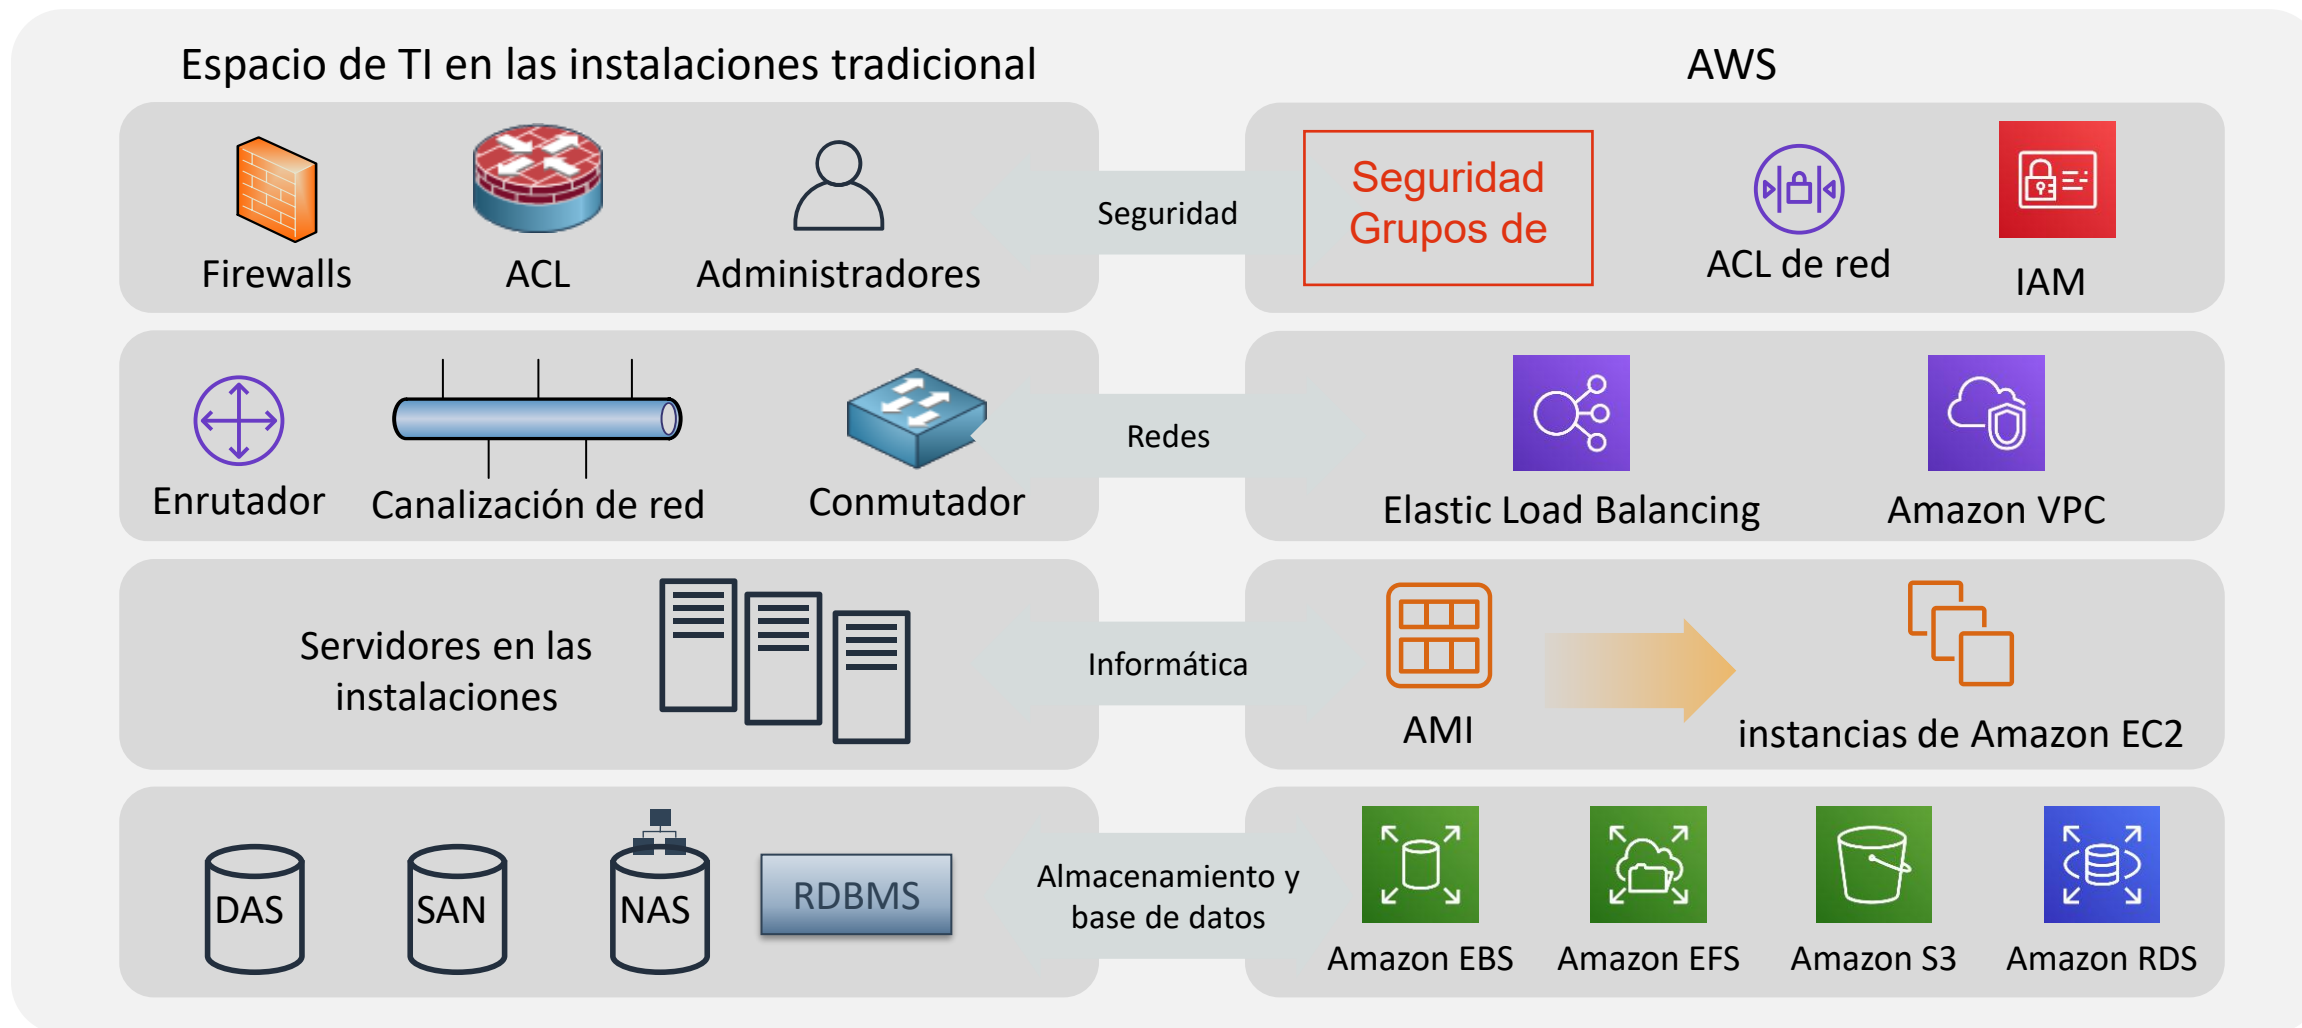 Espacio de TI en las instalaciones tradicional
AWS
Firewalls
ACL
Administradores
Seguridad
Seguridad
Grupos de
ACL de red
IAM
Enrutador
Canalización de red
Conmutador
Redes
Elastic Load Balancing
Amazon VPC
Servidores en las
instalaciones
Informática
AMI
instancias de Amazon EC2
DAS
SAN
NAS
RDBMS
Almacenamiento y
base de datos
Amazon EBS
Amazon EFS
Amazon S3
Amazon RDS